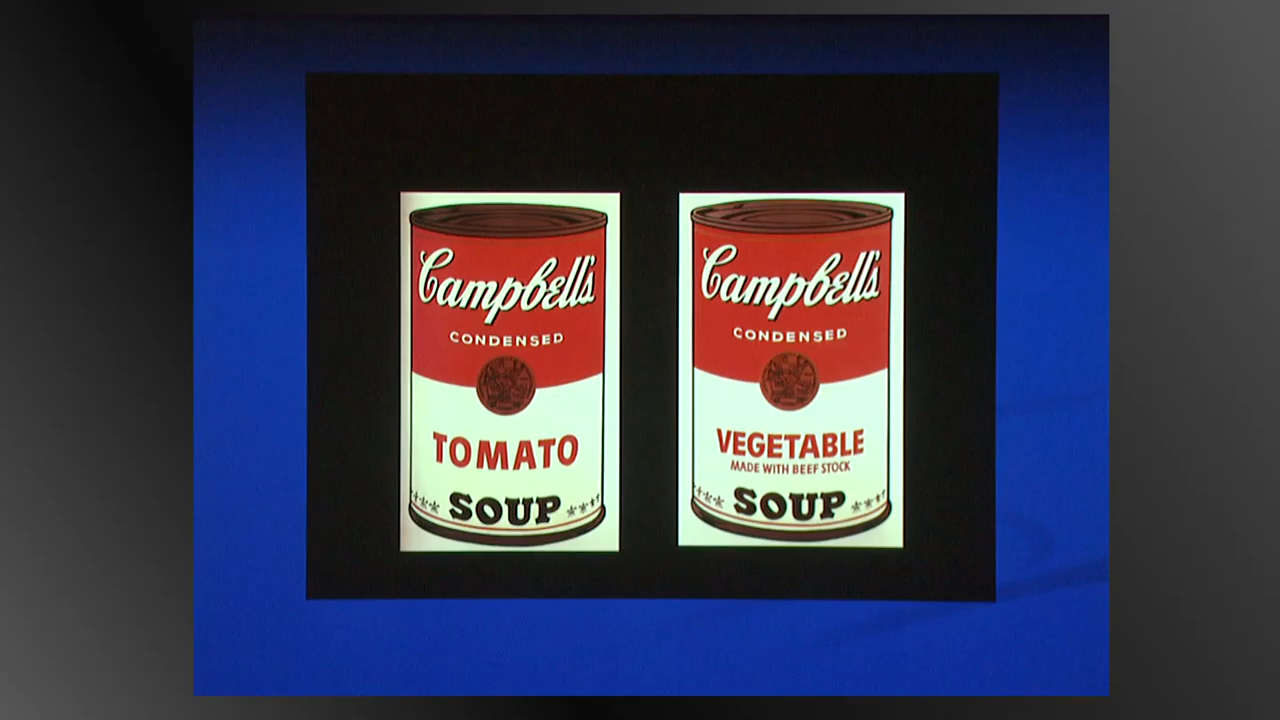 Campbell's
CONDENSED
TOMATO
SOUP
Campbell's
CONDENSED
VEGETABLE
MADE WITH BEEF STOCK
SOUP